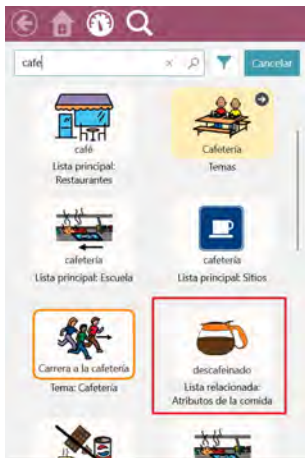 cafe
Cancelar
café
Lista principal:
Restaurantes
Cafetería
Temas
cafetería
Lista principal: Escuela
cafetería
Lista principal: Sitios
Carrera a la cafetería
Tema: Cafetería
descafeinado
Lista relacionada:
Atributos de la comida